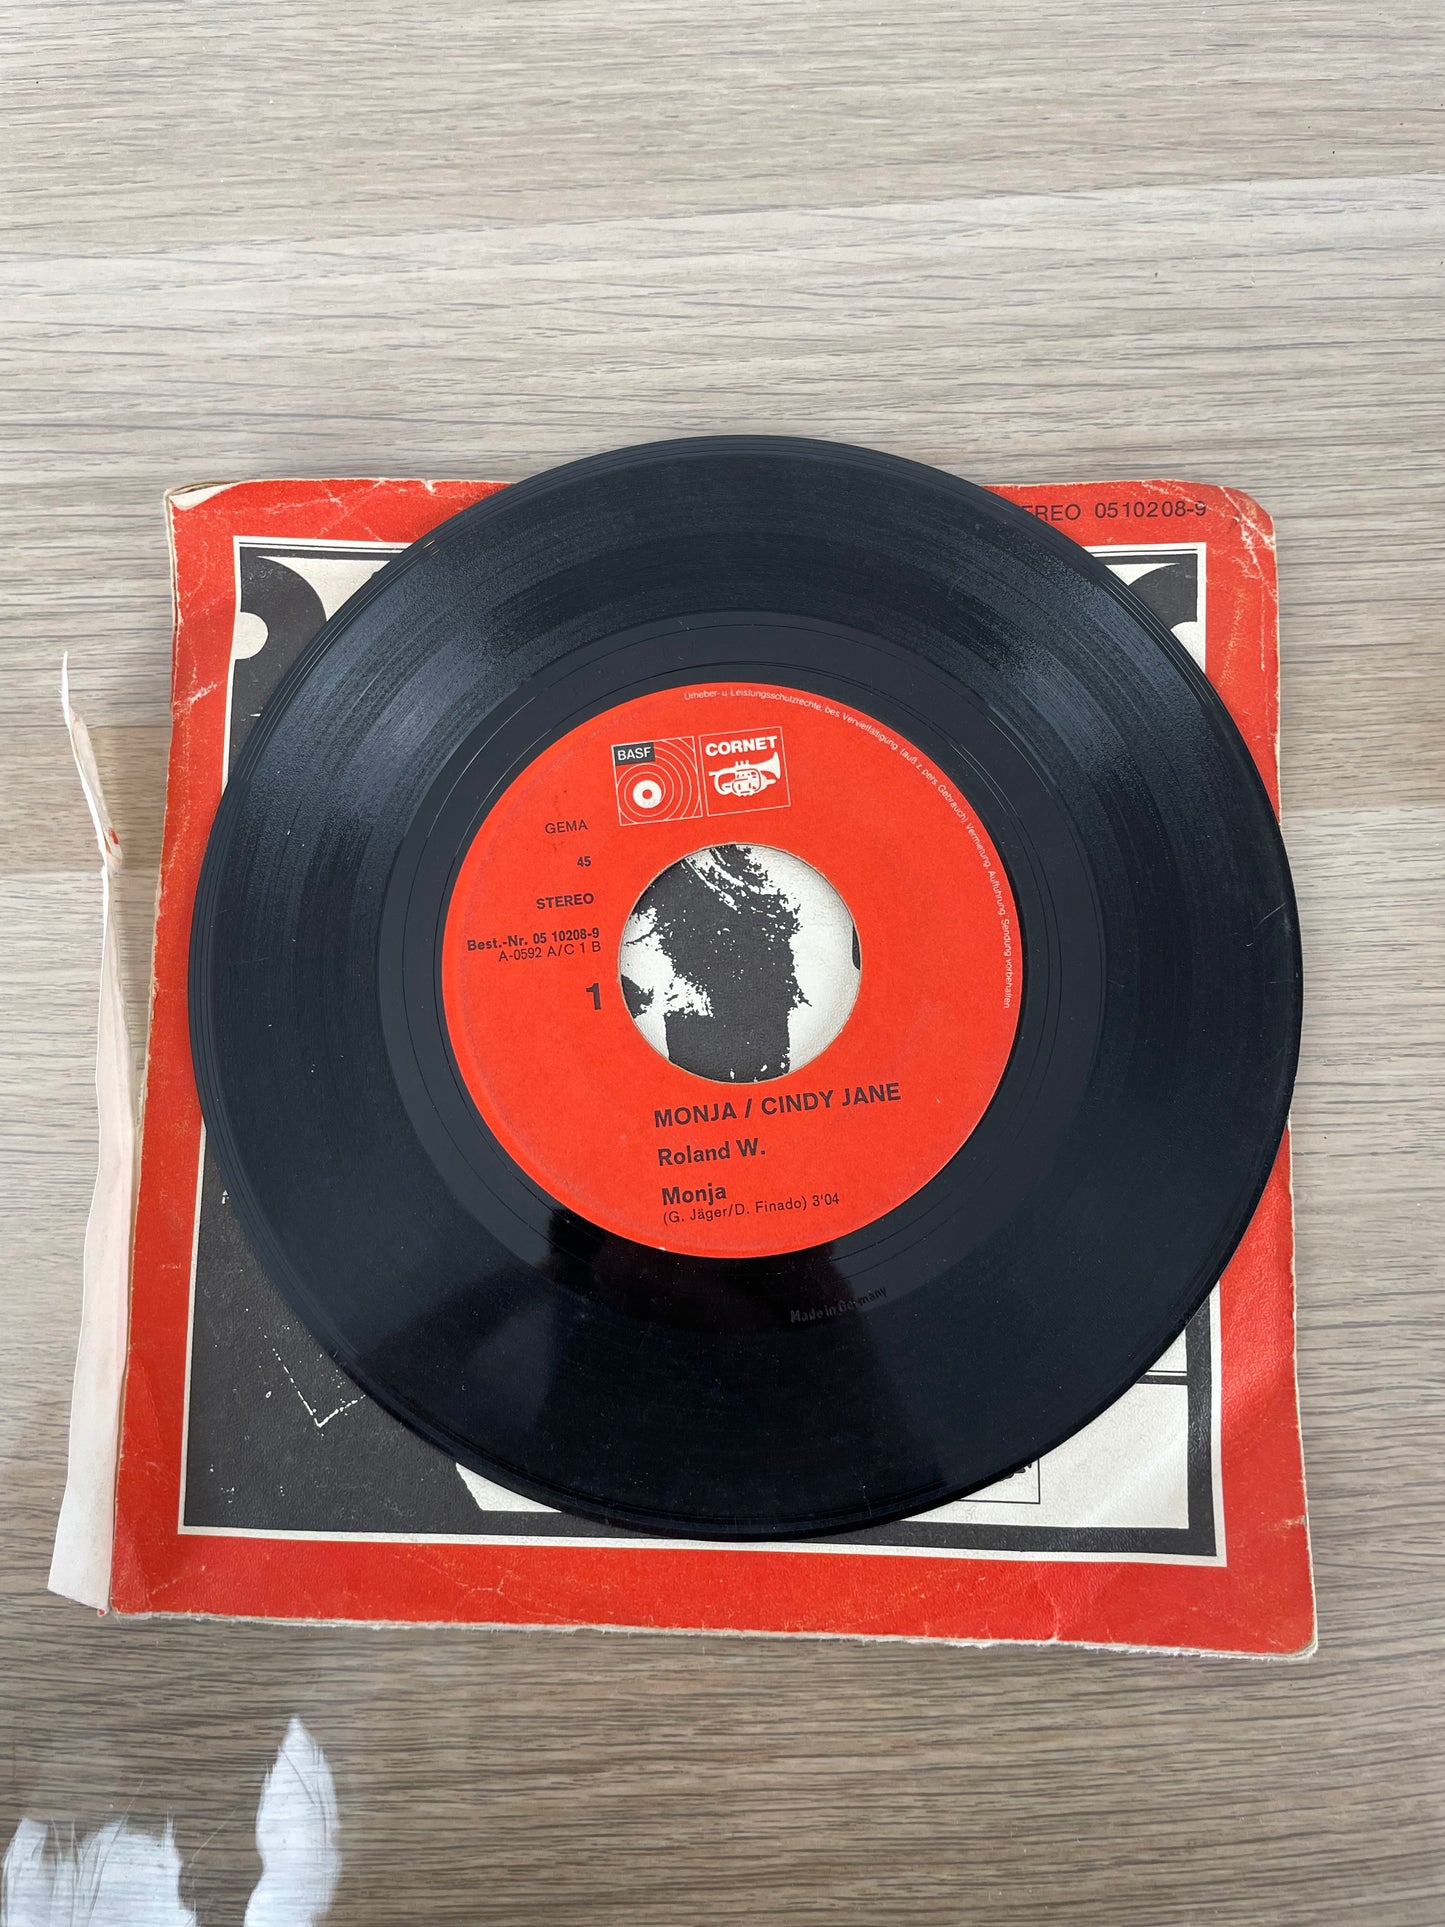 EREO 0510208-9
Urheber- u. Leistungsschutzrechte, bes Vervielfältigung (auß z pers. Gebrauch) Vermietung, Aufführung, Sendung vorbehalten
BASF
CORNET
GEMA
45
STEREO
Best.-Nr. 05 10208-9
A-0592 A/C 1 B
1
MONJA / CINDY JANE
Roland W.
Monja
(G. Jäger/D. Finado) 3'04
Made in Germany